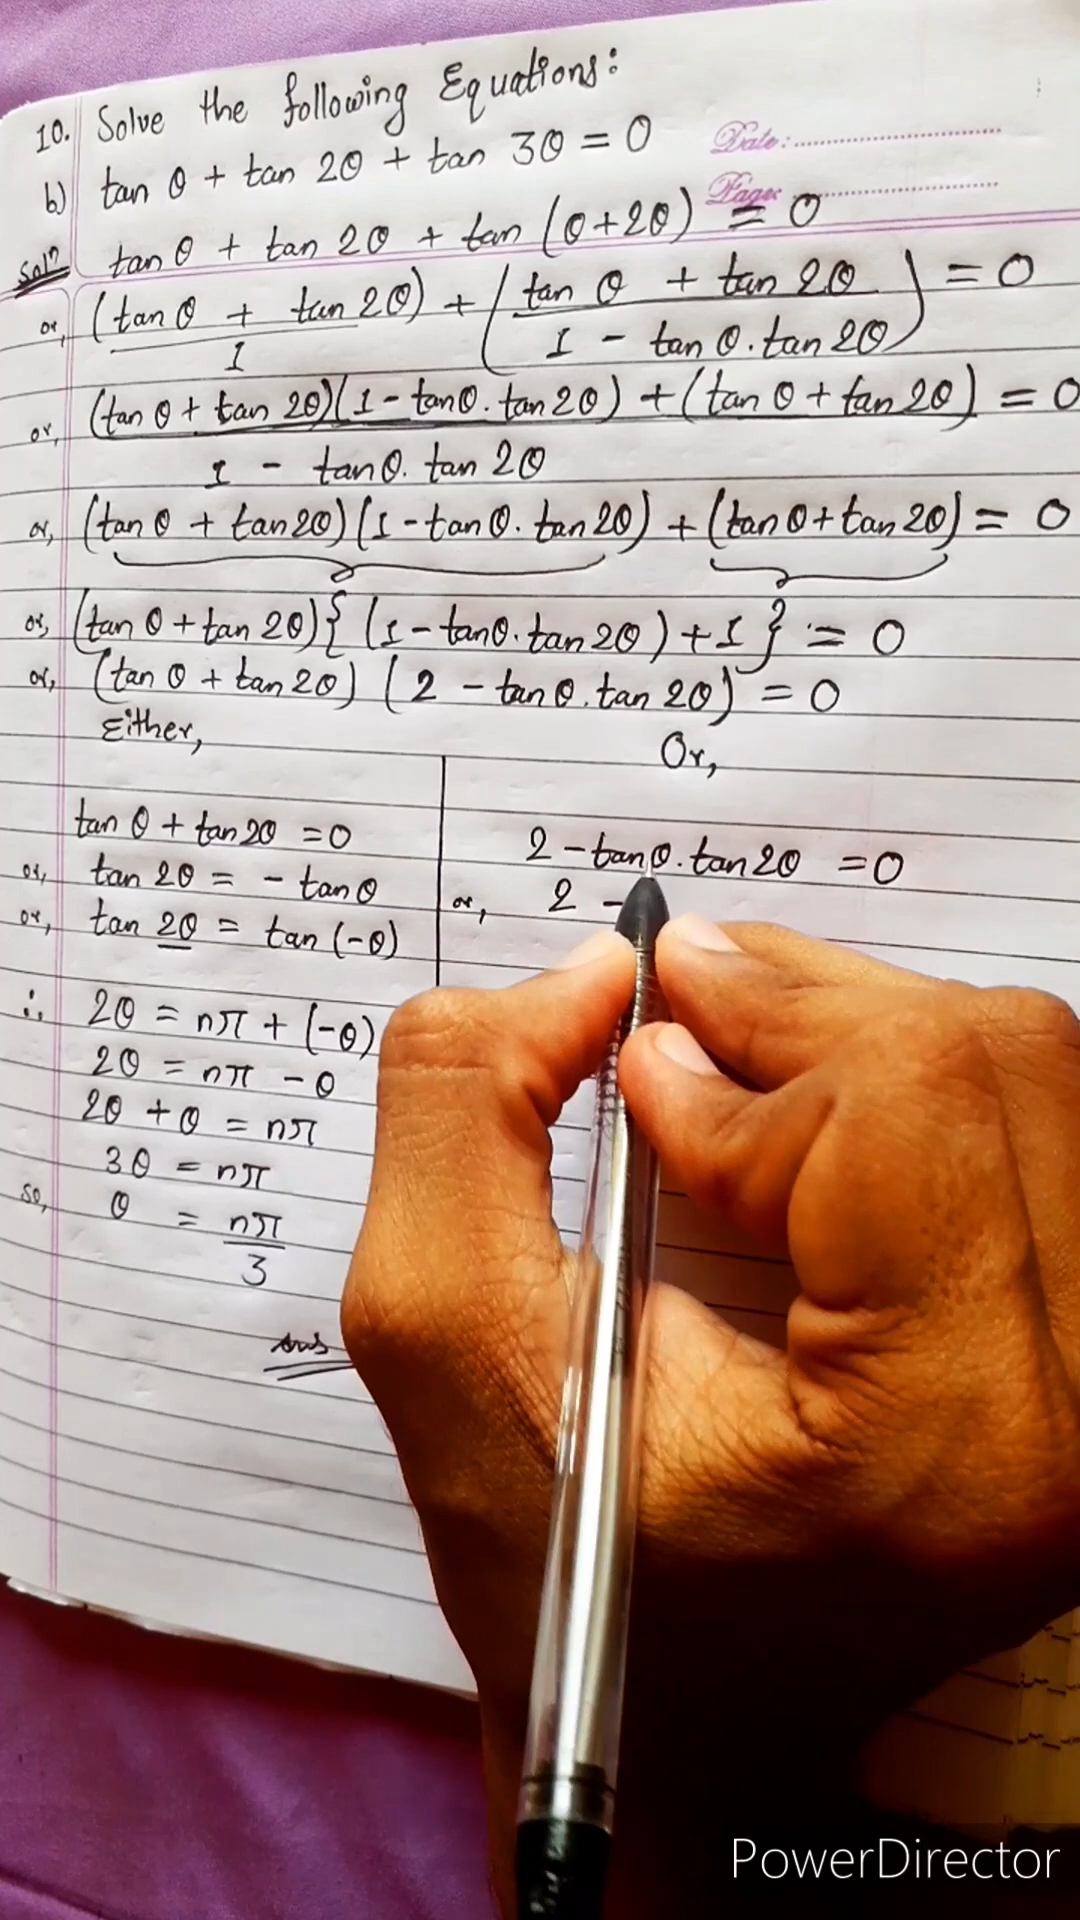 10. Solve the following Equations:
b) tan θ + tan 2θ + tan 3θ = 0
Date:
Page:
Solⁿ tan θ + tan 2θ + tan (θ+2θ) = 0
or, (tan θ + tan 2θ)/1 + (tan θ + tan 2θ / 1 - tan θ . tan 2θ) = 0
or, (tan θ + tan 2θ)(1 - tanθ . tan 2θ) + (tan θ + tan 2θ) = 0
1 - tanθ. tan 2θ
or, (tan θ + tan 2θ)(1 - tan θ. tan 2θ) + (tan θ + tan 2θ) = 0
or, (tan θ + tan 2θ){(1 - tanθ. tan 2θ) + 1} = 0
or, (tan θ + tan 2θ) (2 - tan θ . tan 2θ) = 0
Either,
tan θ + tan 2θ = 0
or, tan 2θ = - tan θ
or, tan 2θ = tan (-θ)
∴ 2θ = nπ + (-θ)
2θ = nπ - θ
2θ + θ = nπ
3θ = nπ
so, θ = nπ
3
Ans
Or,
2 - tan θ. tan 2θ = 0
or, 2 -
PowerDirector